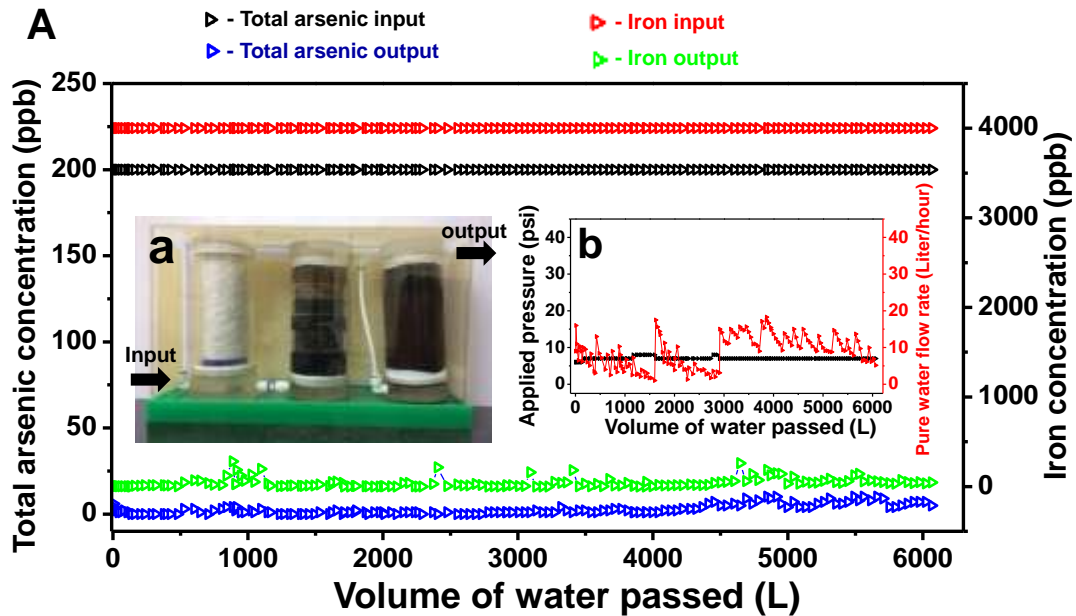 A
- Total arsenic input
- Iron input
- Total arsenic output
- Iron output
Total arsenic concentration (ppb)
250
200
150
100
50
0
0 1000 2000 3000 4000 5000 6000
Volume of water passed (L)
4000
3000
2000
1000
0
Iron concentration (ppb)
a
Input
output
b
Applied pressure (psi)
40
30
20
10
0
0 1000 2000 3000 4000 5000 6000
Volume of water passed (L)
40
30
20
10
0
Pure water flow rate (Liter/hour)